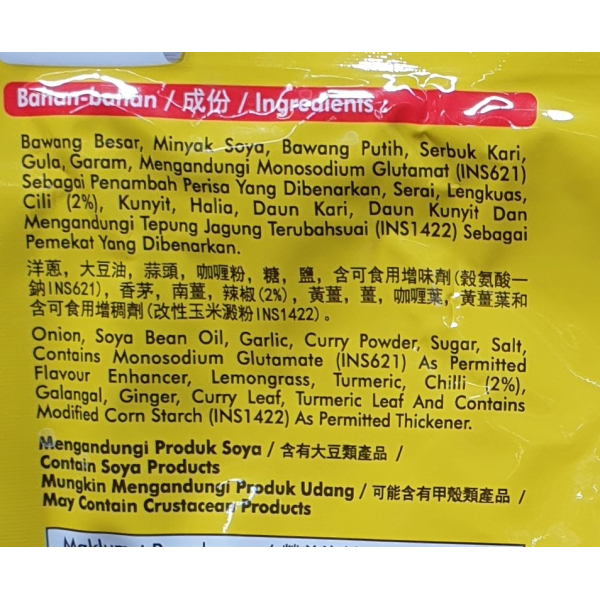 Bahan-bahan / 成份 / Ingredients :
Bawang Besar, Minyak Soya, Bawang Putih, Serbuk Kari,
Gula, Garam, Mengandungi Monosodium Glutamat (INS621)
Sebagai Penambah Perisa Yang Dibenarkan, Serai, Lengkuas,
Cili (2%), Kunyit, Halia, Daun Kari, Daun Kunyit Dan
Mengandungi Tepung Jagung Terubahsuai (INS1422) Sebagai
Pemekat Yang Dibenarkan.
洋蔥，大豆油，蒜頭，咖喱粉，糖，鹽，含可食用增味劑(穀氨酸一
鈉INS621)，香茅，南薑，辣椒(2%)，黃薑，薑，咖喱葉，黃薑葉和
含可食用增稠劑(改性玉米澱粉INS1422)。
Onion, Soya Bean Oil, Garlic, Curry Powder, Sugar, Salt,
Contains Monosodium Glutamate (INS621) As Permitted
Flavour Enhancer, Lemongrass, Turmeric, Chilli (2%),
Galangal, Ginger, Curry Leaf, Turmeric Leaf And Contains
Modified Corn Starch (INS1422) As Permitted Thickener.
Mengandungi Produk Soya / 含有大豆類產品 /
Contain Soya Products
Mungkin Mengandungi Produk Udang / 可能含有甲殼類產品 /
May Contain Crustacean Products